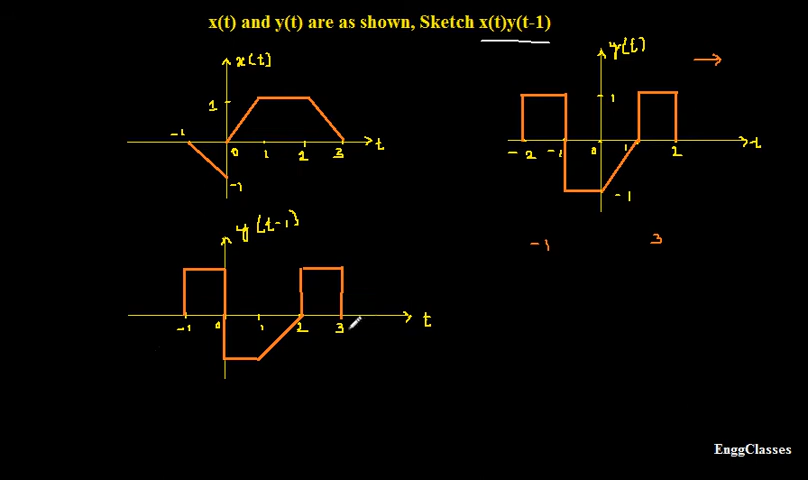 x(t) and y(t) are as shown, Sketch x(t)y(t-1)
x(t)
1
-1
0 1 2 3 t
-1
y(t)
1
-2 -1 0 1 2 t
-1
-1 3
y(t-1)
-1 0 1 2 3 t
EnggClasses